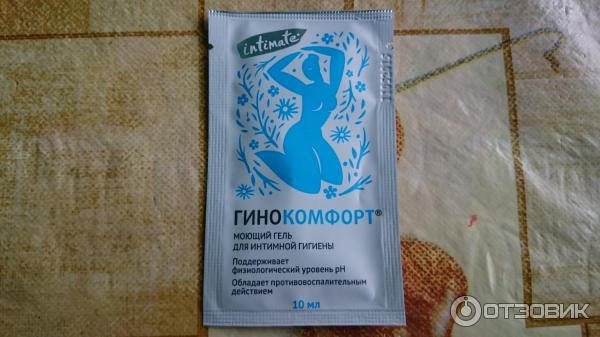 intimate
ГИНОКОМФОРТ®
МОЮЩИЙ ГЕЛЬ
ДЛЯ ИНТИМНОЙ ГИГИЕНЫ
Поддерживает
физиологический уровень pH
Обладает противовоспалительным
действием
10 мл
ОТЗОВИК